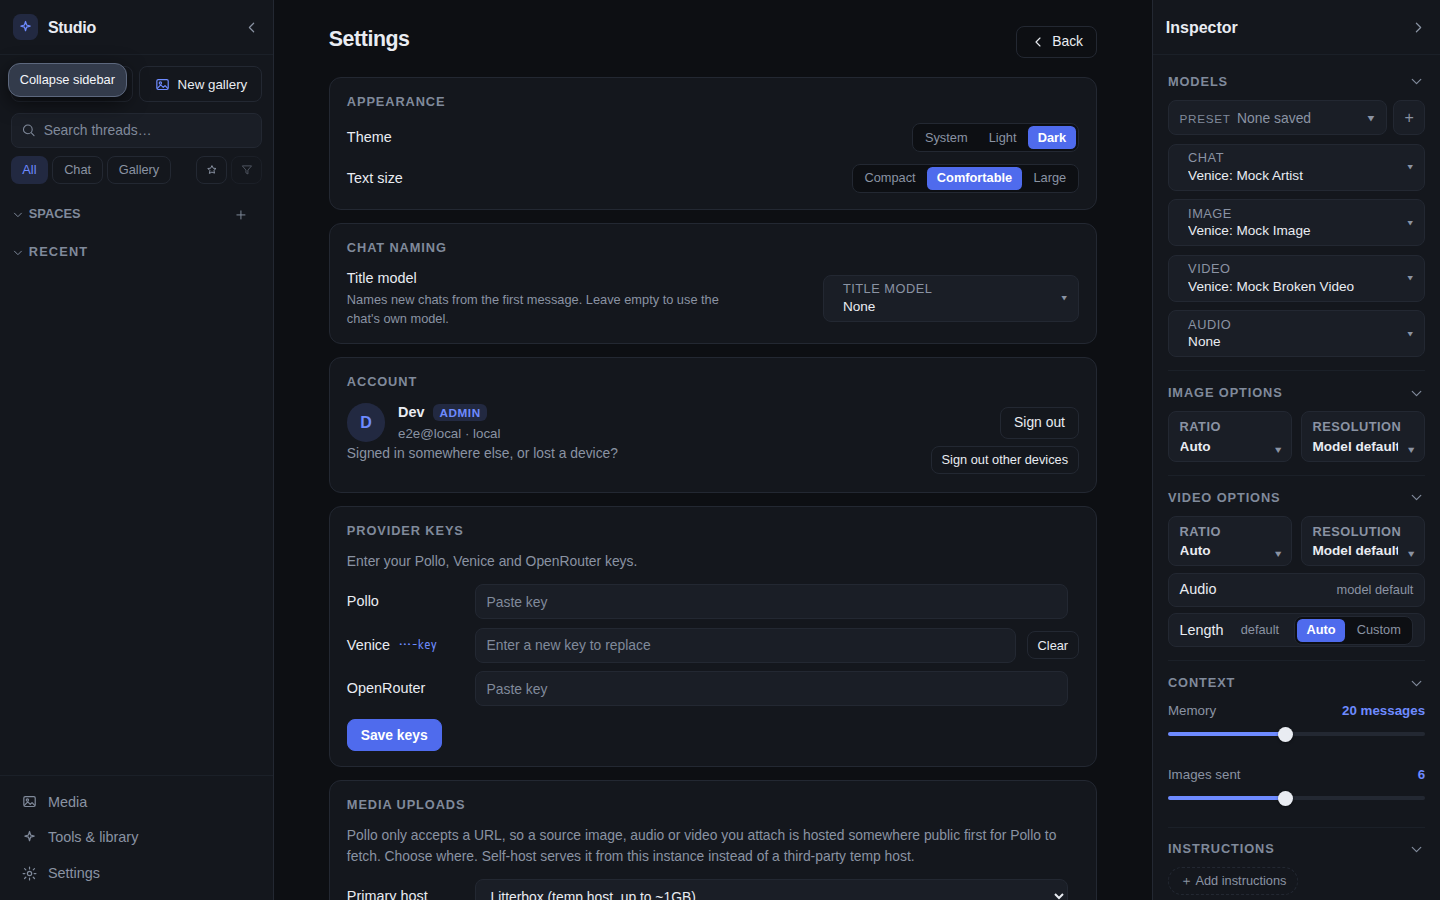 Studio
Collapse sidebar
New gallery
Search threads…
All
Chat
Gallery
SPACES
RECENT
Media
Tools & library
Settings
Settings
Back
APPEARANCE
Theme
System
Light
Dark
Text size
Compact
Comfortable
Large
CHAT NAMING
Title model
Names new chats from the first message. Leave empty to use the
chat's own model.
TITLE MODEL
None
ACCOUNT
D
Dev
ADMIN
e2e@local · local
Sign out
Signed in somewhere else, or lost a device?
Sign out other devices
PROVIDER KEYS
Enter your Pollo, Venice and OpenRouter keys.
Pollo
Paste key
Venice
···-key
Enter a new key to replace
Clear
OpenRouter
Paste key
Save keys
MEDIA UPLOADS
Pollo only accepts a URL, so a source image, audio or video you attach is hosted somewhere public first for Pollo to
fetch. Choose where. Self-host serves it from this instance instead of a third-party temp host.
Primary host
Litterbox (temp host, up to ~1GB)
Inspector
MODELS
PRESET
None saved
+
CHAT
Venice: Mock Artist
IMAGE
Venice: Mock Image
VIDEO
Venice: Mock Broken Video
AUDIO
None
IMAGE OPTIONS
RATIO
Auto
RESOLUTION
Model default
VIDEO OPTIONS
RATIO
Auto
RESOLUTION
Model default
Audio
model default
Length
default
Auto
Custom
CONTEXT
Memory
20 messages
Images sent
6
INSTRUCTIONS
+ Add instructions